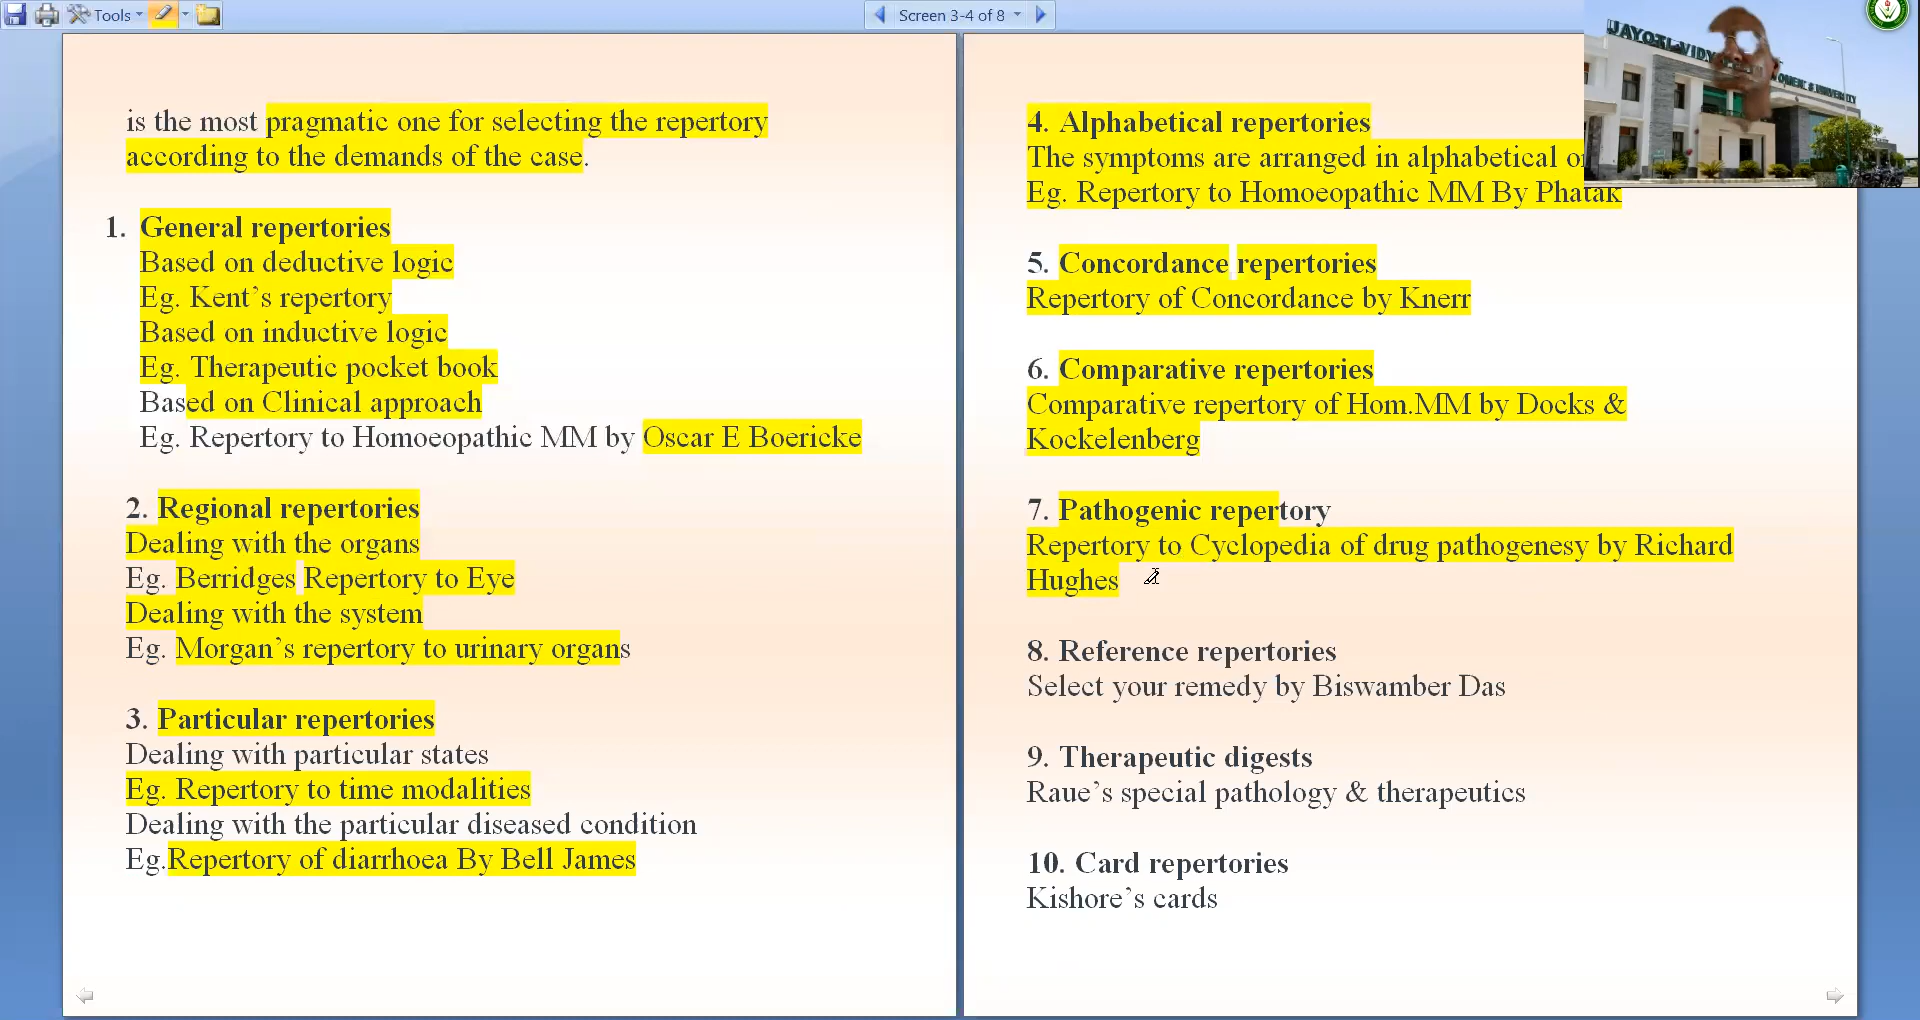 Tools
Screen 3-4 of 8
is the most pragmatic one for selecting the repertory
according to the demands of the case.
1. General repertories
Based on deductive logic
Eg. Kent’s repertory
Based on inductive logic
Eg. Therapeutic pocket book
Based on Clinical approach
Eg. Repertory to Homoeopathic MM by Oscar E Boericke
2. Regional repertories
Dealing with the organs
Eg. Berridges Repertory to Eye
Dealing with the system
Eg. Morgan’s repertory to urinary organs
3. Particular repertories
Dealing with particular states
Eg. Repertory to time modalities
Dealing with the particular diseased condition
Eg.Repertory of diarrhoea By Bell James
4. Alphabetical repertories
The symptoms are arranged in alphabetical
Eg. Repertory to Homoeopathic MM By Phatak
5. Concordance repertories
Repertory of Concordance by Knerr
6. Comparative repertories
Comparative repertory of Hom.MM by Docks &
Kockelenberg
7. Pathogenic repertory
Repertory to Cyclopedia of drug pathogenesy by Richard
Hughes
8. Reference repertories
Select your remedy by Biswamber Das
9. Therapeutic digests
Raue’s special pathology & therapeutics
10. Card repertories
Kishore’s cards
JAYOTI VIDY
UNIVERSITY